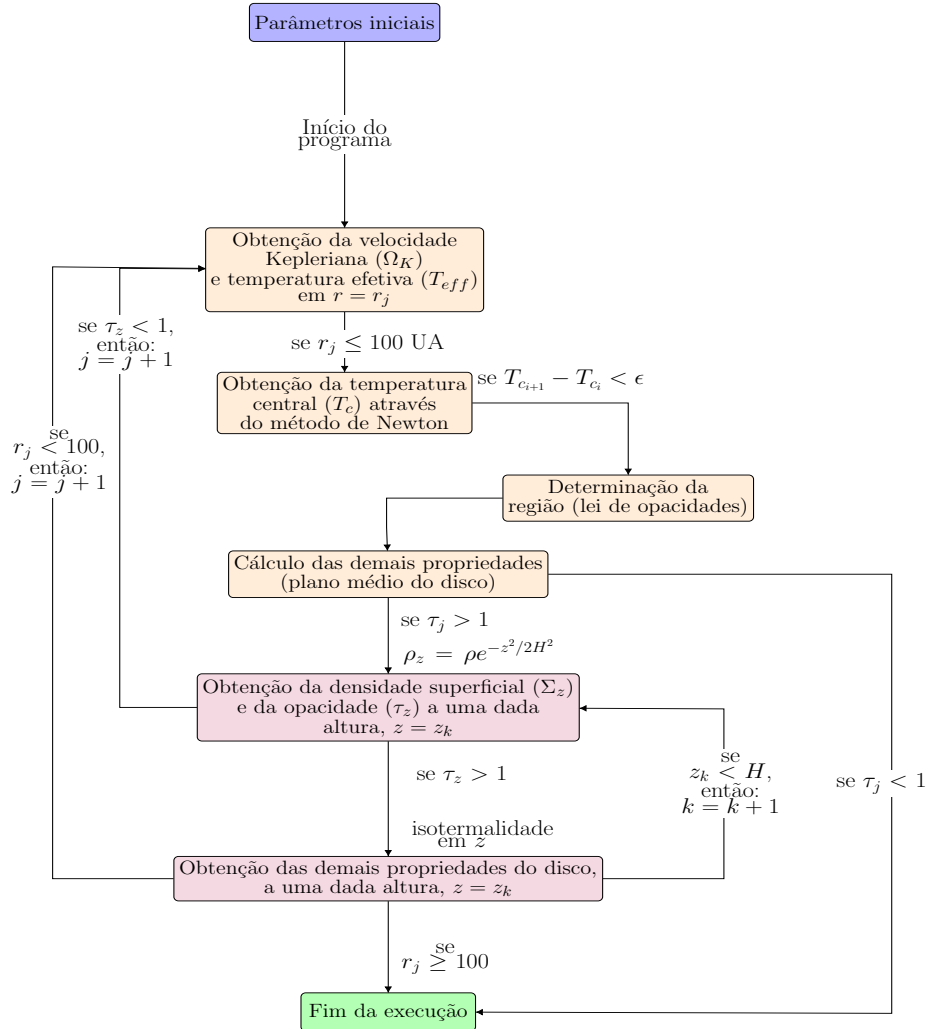 Parâmetros iniciais
Início do
programa
Obtenção da velocidade
Kepleriana (Ω_K)
e temperatura efetiva (T_{eff})
em r = r_j
se τ_z < 1,
então:
j = j + 1
se r_j ≤ 100 UA
Obtenção da temperatura
central (T_c) através
do método de Newton
se T_{c_{i+1}} − T_{c_i} < ϵ
se
r_j < 100,
então:
j = j + 1
Determinação da
região (lei de opacidades)
Cálculo das demais propriedades
(plano médio do disco)
se τ_j > 1
ρ_z = ρe^{−z²/2H²}
Obtenção da densidade superficial (Σ_z)
e da opacidade (τ_z) a uma dada
altura, z = z_k
se τ_z > 1
se
z_k < H,
então:
k = k + 1
se τ_j < 1
isotermalidade
em z
Obtenção das demais propriedades do disco,
a uma dada altura, z = z_k
se
r_j ≥ 100
Fim da execução